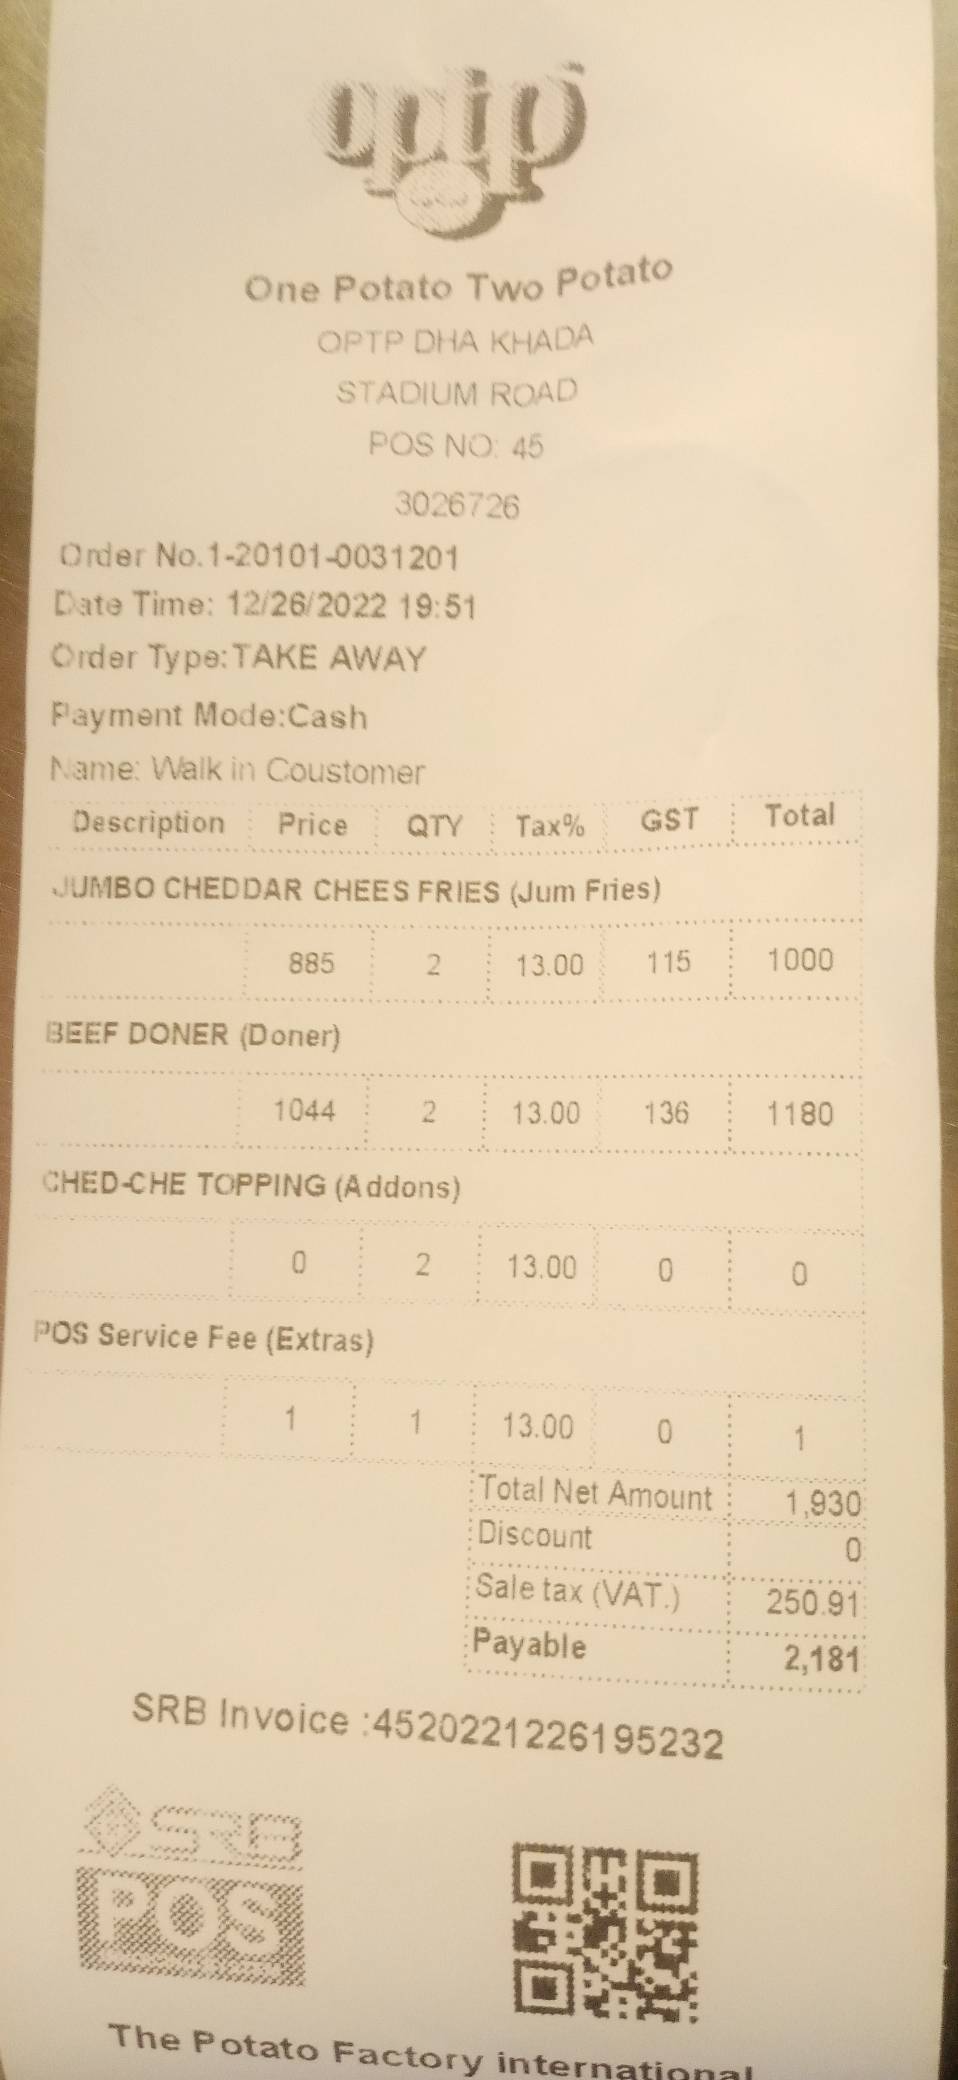 One Potato Two Potato
OPTP DHA KHADA
STADIUM ROAD
POS NO: 45
3026726
Order No.1-20101-0031201
Date Time: 12/26/2022 19:51
Order Type:TAKE AWAY
Payment Mode:Cash
Name: Walk in Coustomer
Description Price QTY Tax% GST Total
JUMBO CHEDDAR CHEES FRIES (Jum Fries)
885 2 13.00 115 1000
BEEF DONER (Doner)
1044 2 13.00 136 1180
CHED-CHE TOPPING (Addons)
0 2 13.00 0 0
POS Service Fee (Extras)
1 1 13.00 0 1
Total Net Amount 1,930
Discount 0
Sale tax (VAT.) 250.91
Payable 2,181
SRB Invoice :4520221226195232
SRB
POS
The Potato Factory international